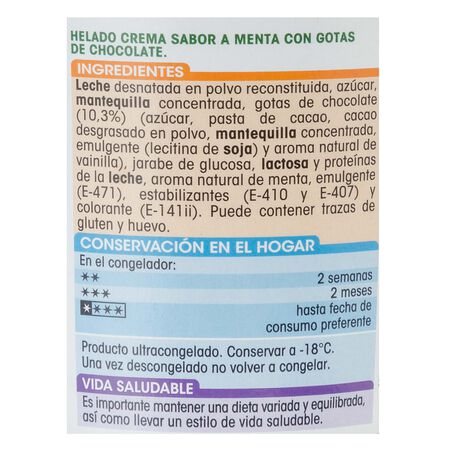 HELADO CREMA SABOR A MENTA CON GOTAS
DE CHOCOLATE.
INGREDIENTES
Leche desnatada en polvo reconstituida, azúcar,
mantequilla concentrada, gotas de chocolate
(10,3%) (azúcar, pasta de cacao, cacao
desgrasado en polvo, mantequilla concentrada,
emulgente (lecitina de soja) y aroma natural de
vainilla), jarabe de glucosa, lactosa y proteínas
de la leche, aroma natural de menta, emulgente
(E-471), estabilizantes (E-410 y E-407) y
colorante (E-141ii). Puede contener trazas de
gluten y huevo.
CONSERVACIÓN EN EL HOGAR
En el congelador:
** 2 semanas
*** 2 meses
**** hasta fecha de
consumo preferente
Producto ultracongelado. Conservar a -18°C.
Una vez descongelado no volver a congelar.
VIDA SALUDABLE
Es importante mantener una dieta variada y equilibrada,
así como llevar un estilo de vida saludable.